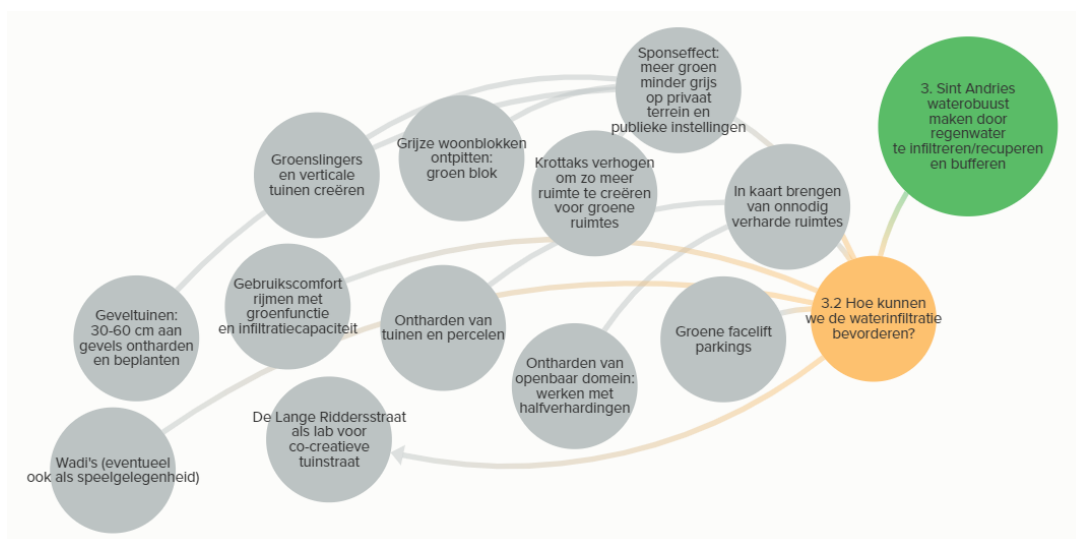 Sponseffect:
meer groen
minder grijs
op privaat
terrein en
publieke instellingen
3. Sint Andries
waterobuust
maken door
regenwater
te infiltreren/recuperen
en bufferen
Groenslingers
en verticale
tuinen creëren
Grijze woonblokken
ontpitten:
groen blok
Krottaks verhogen
om zo meer
ruimte te creëren
voor groene
ruimtes
In kaart brengen
van onnodig
verharde ruimtes
Geveltuinen:
30-60 cm aan
gevels ontharden
en beplanten
Gebruikscomfort
rijmen met
groenfunctie
en infiltratiecapaciteit
Ontharden van
tuinen en percelen
Ontharden van
openbaar domein:
werken met
halfverhardingen
Groene facelift
parkings
3.2 Hoe kunnen
we de waterinfiltratie
bevorderen?
Wadi's (eventueel
ook als speelgelegenheid)
De Lange Riddersstraat
als lab voor
co-creatieve
tuinstraat